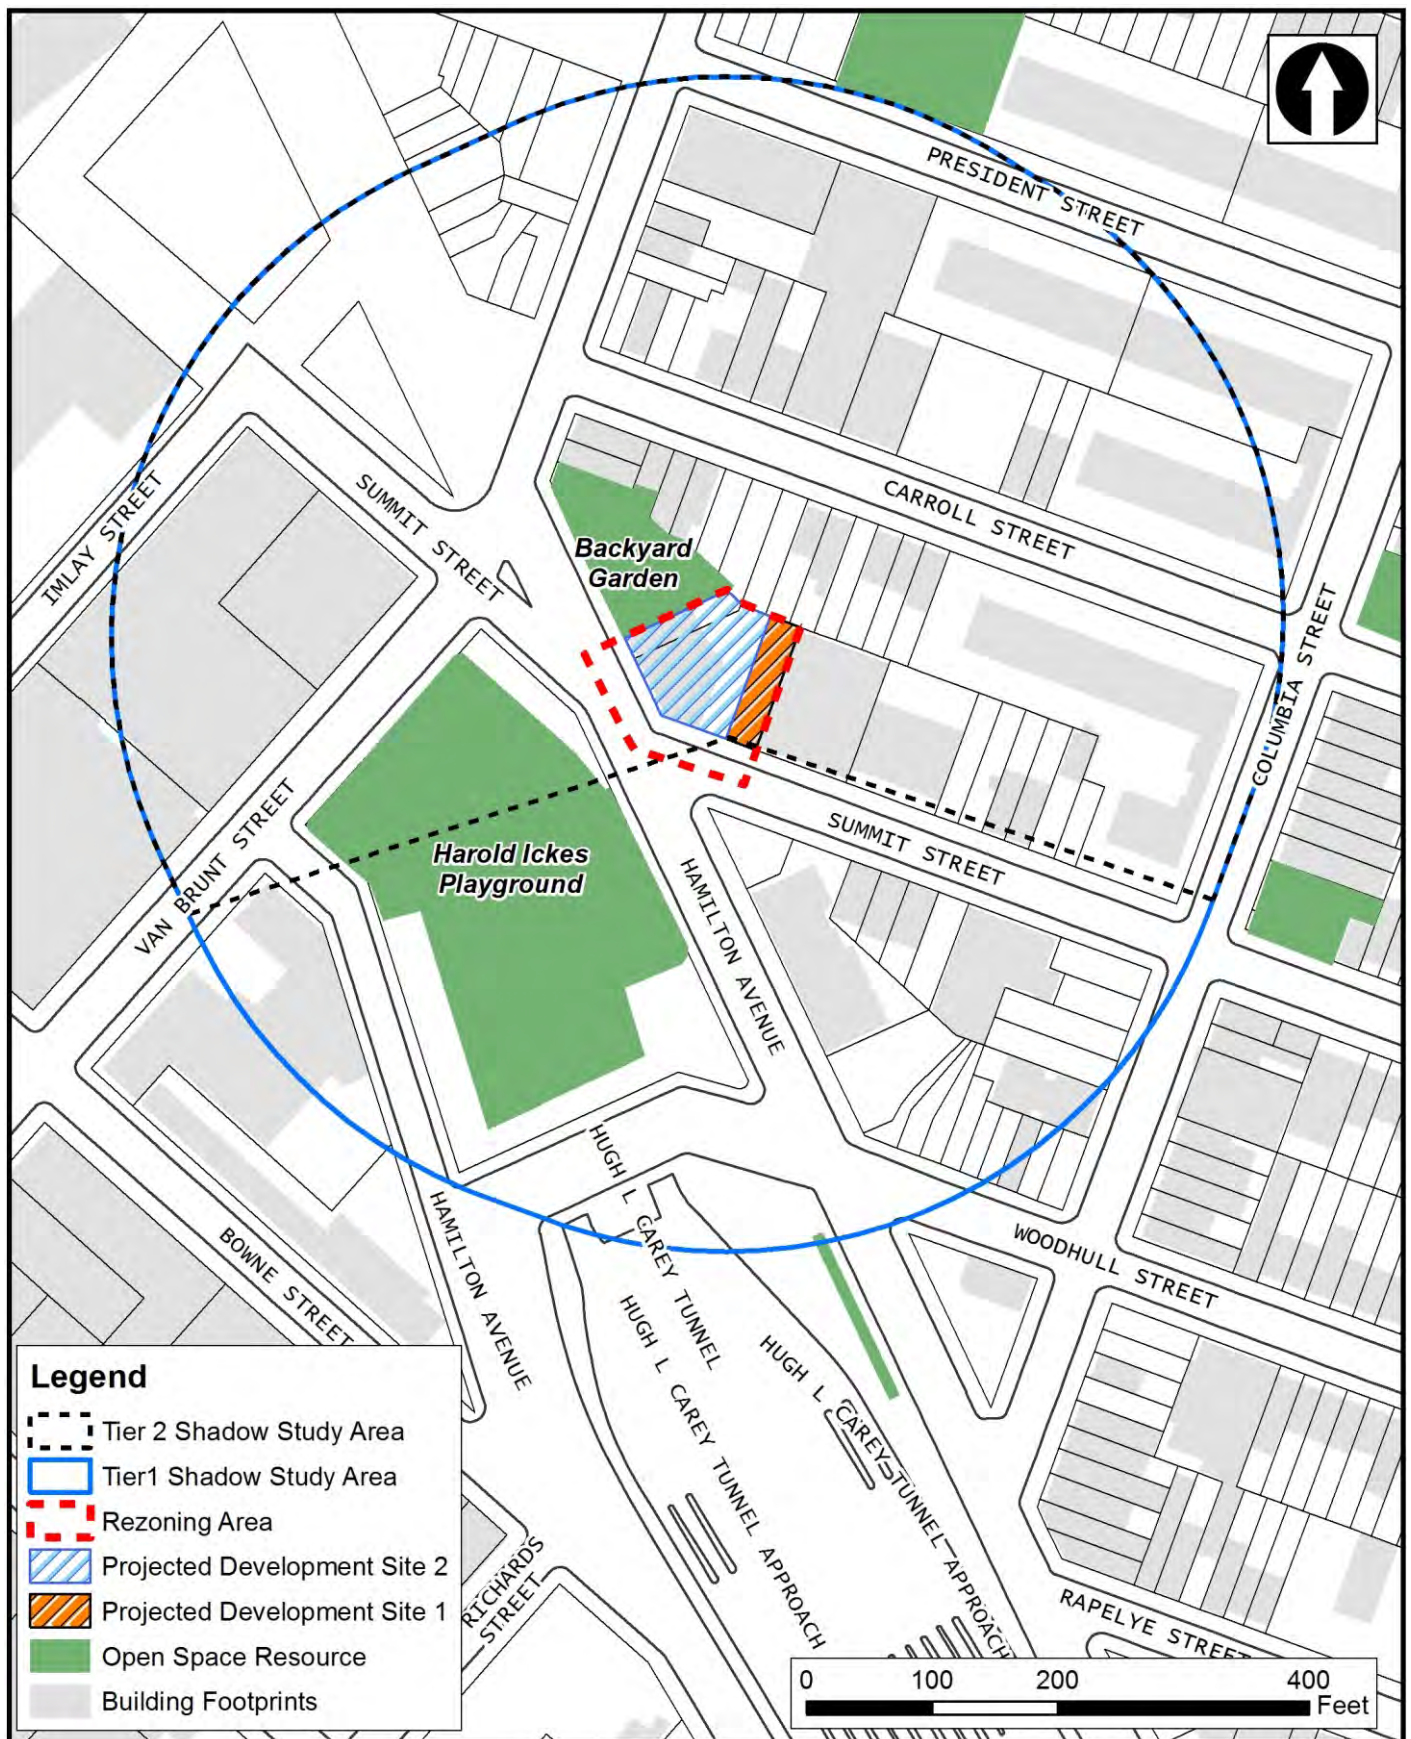 PRESIDENT STREET
CARROLL STREET
SUMMIT STREET
IMLAY STREET
Backyard
Garden
COLUMBIA STREET
VAN BRUNT STREET
SUMMIT STREET
Harold Ickes
Playground
HAMILTON AVENUE
HUGH L CAREY TUNNEL
HAMILTON AVENUE
BOWNE STREET
WOODHULL STREET
HUGH L CAREY TUNNEL APPROACH
HUGH L CAREY TUNNEL APPROACH
RICHARDS
STREET
RAPELYE STREET
Legend
Tier 2 Shadow Study Area
Tier1 Shadow Study Area
Rezoning Area
Projected Development Site 2
Projected Development Site 1
Open Space Resource
Building Footprints
0 100 200 400
Feet